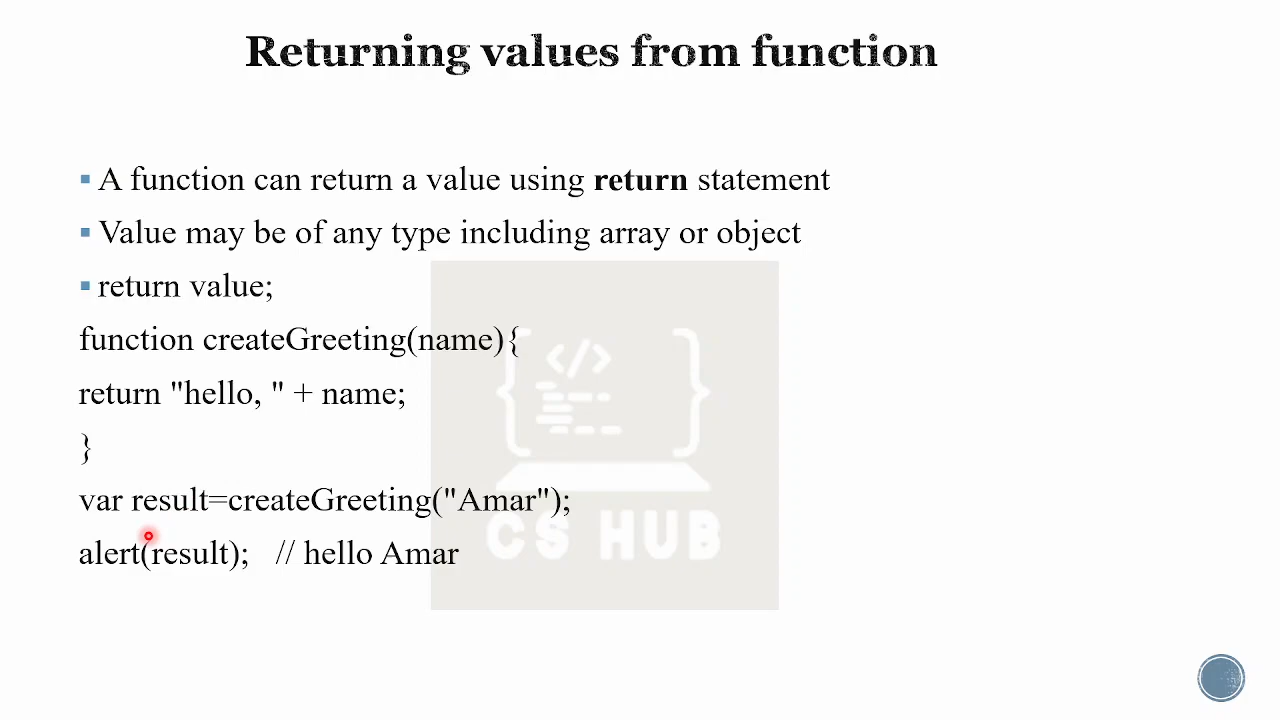 Returning values from function
A function can return a value using return statement
Value may be of any type including array or object
return value;
function createGreeting(name){
return "hello, " + name;
}
var result=createGreeting("Amar");
alert(result); // hello Amar
</>
CS HUB